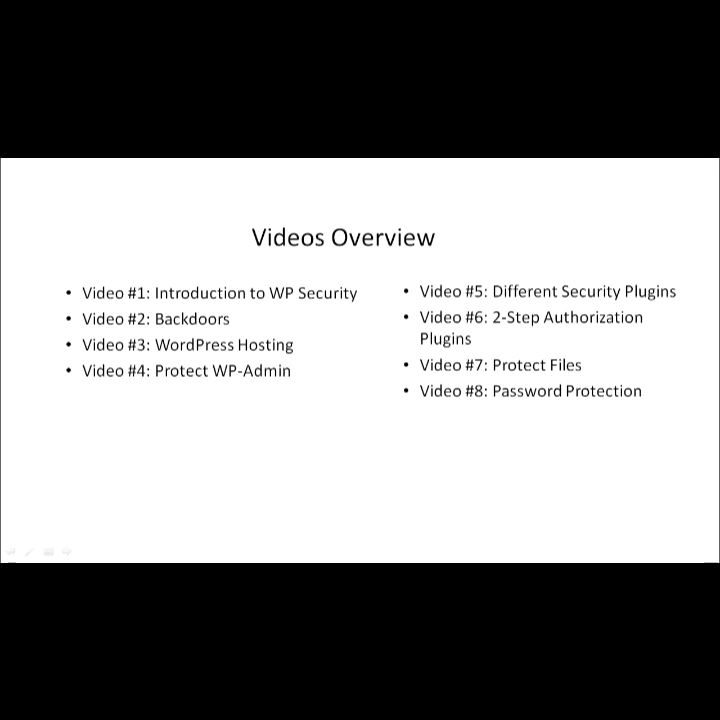 Videos Overview
• Video #1: Introduction to WP Security
• Video #2: Backdoors
• Video #3: WordPress Hosting
• Video #4: Protect WP-Admin
• Video #5: Different Security Plugins
• Video #6: 2-Step Authorization
Plugins
• Video #7: Protect Files
• Video #8: Password Protection